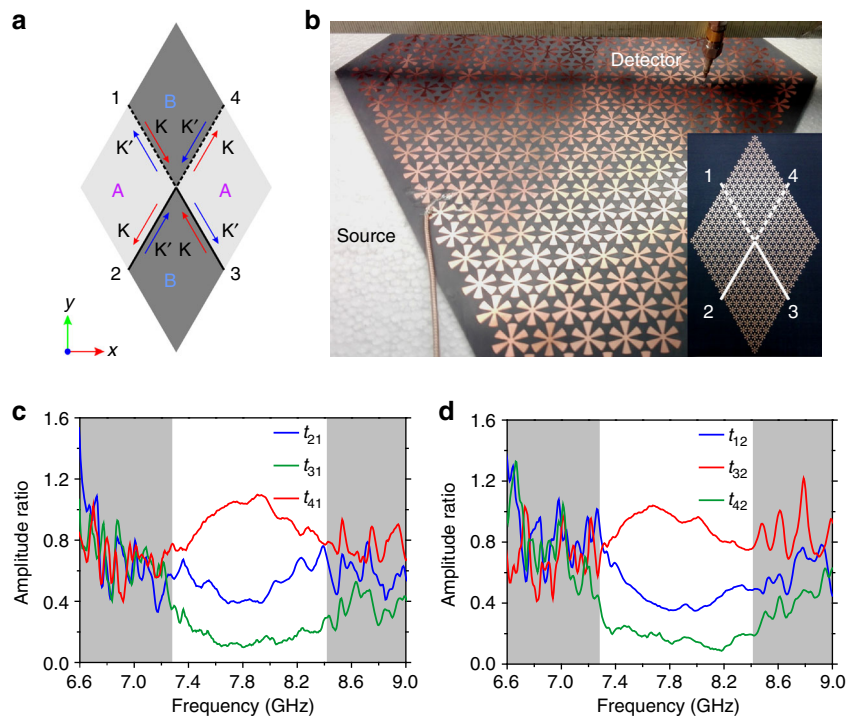 a
1
4
B
K
K′
K′
K
A
A
K
K′
K′
K
2
3
B
y
x
b
Detector
Source
1
4
2
3
c
1.6
1.2
0.8
0.4
0.0
Amplitude ratio
t21
t31
t41
6.6 7.0 7.4 7.8 8.2 8.6 9.0
Frequency (GHz)
d
1.6
1.2
0.8
0.4
0.0
Amplitude ratio
t12
t32
t42
6.6 7.0 7.4 7.8 8.2 8.6 9.0
Frequency (GHz)